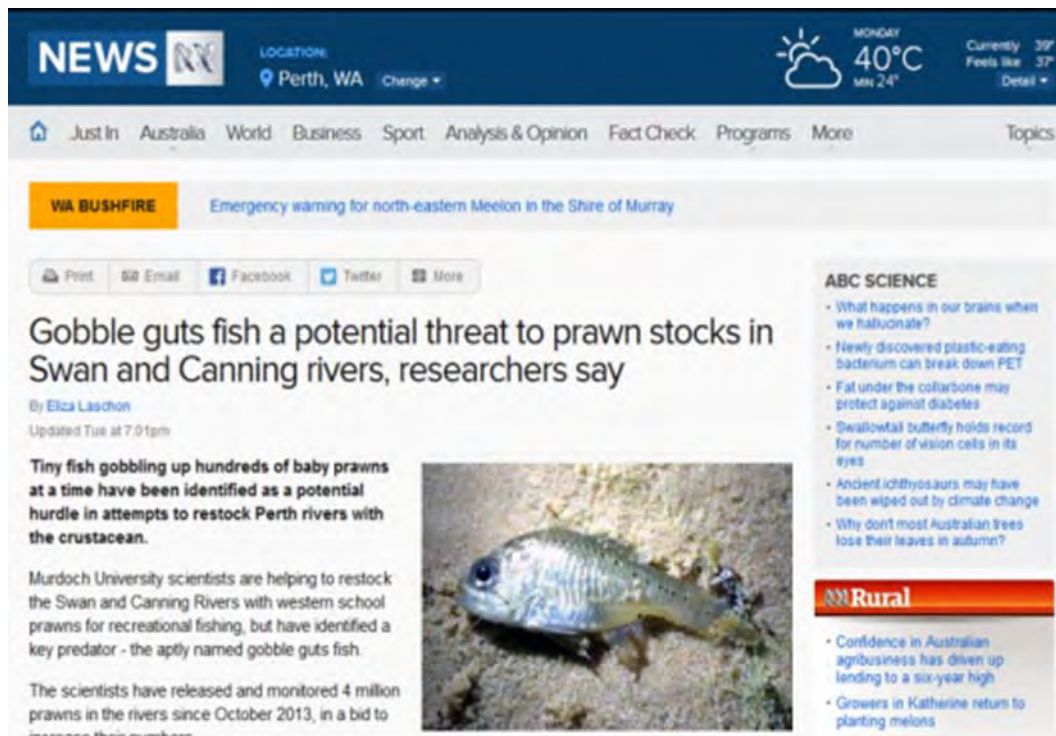 NEWS
LOCATION:
Perth, WA Change
MONDAY
40°C
MIN 24°
Currently 39°
Feels like 37°
Detail
Just In Australia World Business Sport Analysis & Opinion Fact Check Programs More Topics
WA BUSHFIRE Emergency warning for north-eastern Meelon in the Shire of Murray
Print Email Facebook Twitter More
Gobble guts fish a potential threat to prawn stocks in
Swan and Canning rivers, researchers say
By Eliza Laschon
Updated Tue at 7:01pm
Tiny fish gobbling up hundreds of baby prawns
at a time have been identified as a potential
hurdle in attempts to restock Perth rivers with
the crustacean.
Murdoch University scientists are helping to restock
the Swan and Canning Rivers with western school
prawns for recreational fishing, but have identified a
key predator - the aptly named gobble guts fish.
The scientists have released and monitored 4 million
prawns in the rivers since October 2013, in a bid to
increase their numbers.
ABC SCIENCE
What happens in our brains when
we hallucinate?
Newly discovered plastic-eating
bacterium can break down PET
Fat under the collarbone may
protect against diabetes
Swallowtail butterfly holds record
for number of vision cells in its
eyes
Ancient ichthyosaurs may have
been wiped out by climate change
Why don't most Australian trees
lose their leaves in autumn?
Rural
Confidence in Australian
agribusiness has driven up
lending to a six-year high
Growers in Katherine return to
planting melons